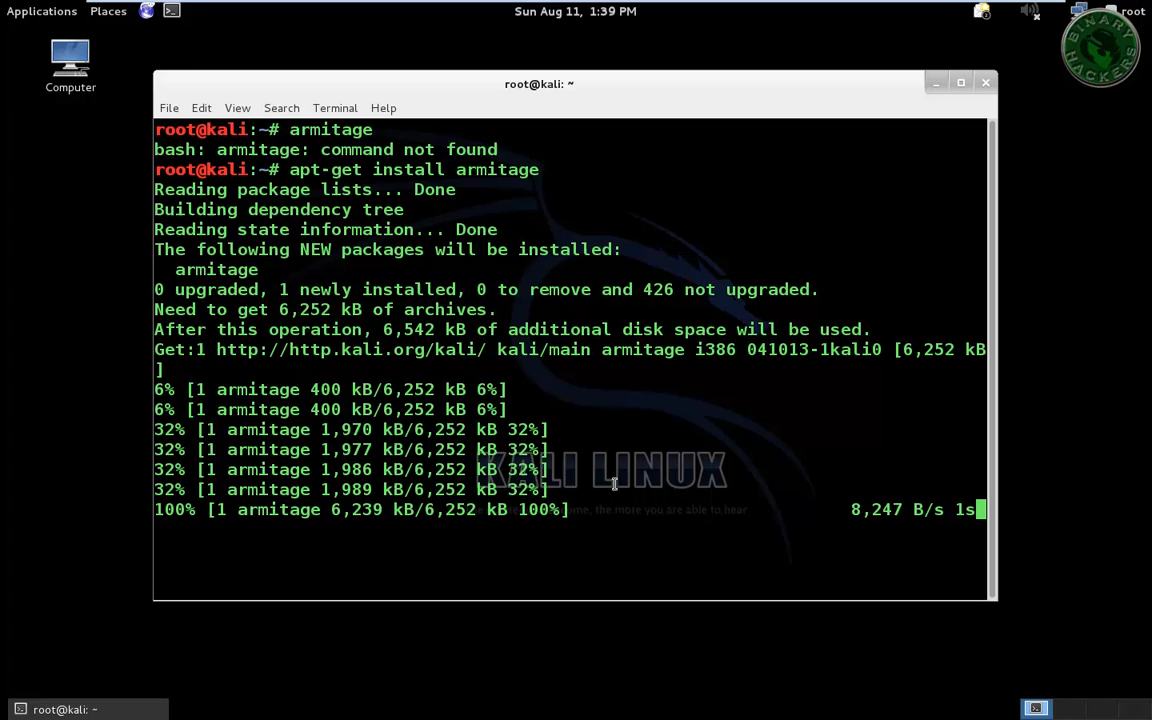 Applications Places Sun Aug 11, 1:39 PM root
BINARY HACKERS
Computer
root@kali: ~
File Edit View Search Terminal Help
root@kali:~# armitage
bash: armitage: command not found
root@kali:~# apt-get install armitage
Reading package lists... Done
Building dependency tree
Reading state information... Done
The following NEW packages will be installed:
armitage
0 upgraded, 1 newly installed, 0 to remove and 426 not upgraded.
Need to get 6,252 kB of archives.
After this operation, 6,542 kB of additional disk space will be used.
Get:1 http://http.kali.org/kali/ kali/main armitage i386 041013-1kali0 [6,252 kB
]
6% [1 armitage 400 kB/6,252 kB 6%]
6% [1 armitage 400 kB/6,252 kB 6%]
32% [1 armitage 1,970 kB/6,252 kB 32%]
32% [1 armitage 1,977 kB/6,252 kB 32%]
32% [1 armitage 1,986 kB/6,252 kB 32%]
KALI LINUX
32% [1 armitage 1,989 kB/6,252 kB 32%]
100% [1 armitage 6,239 kB/6,252 kB 100%] 8,247 B/s 1s
the more you are able to hear
root@kali: ~